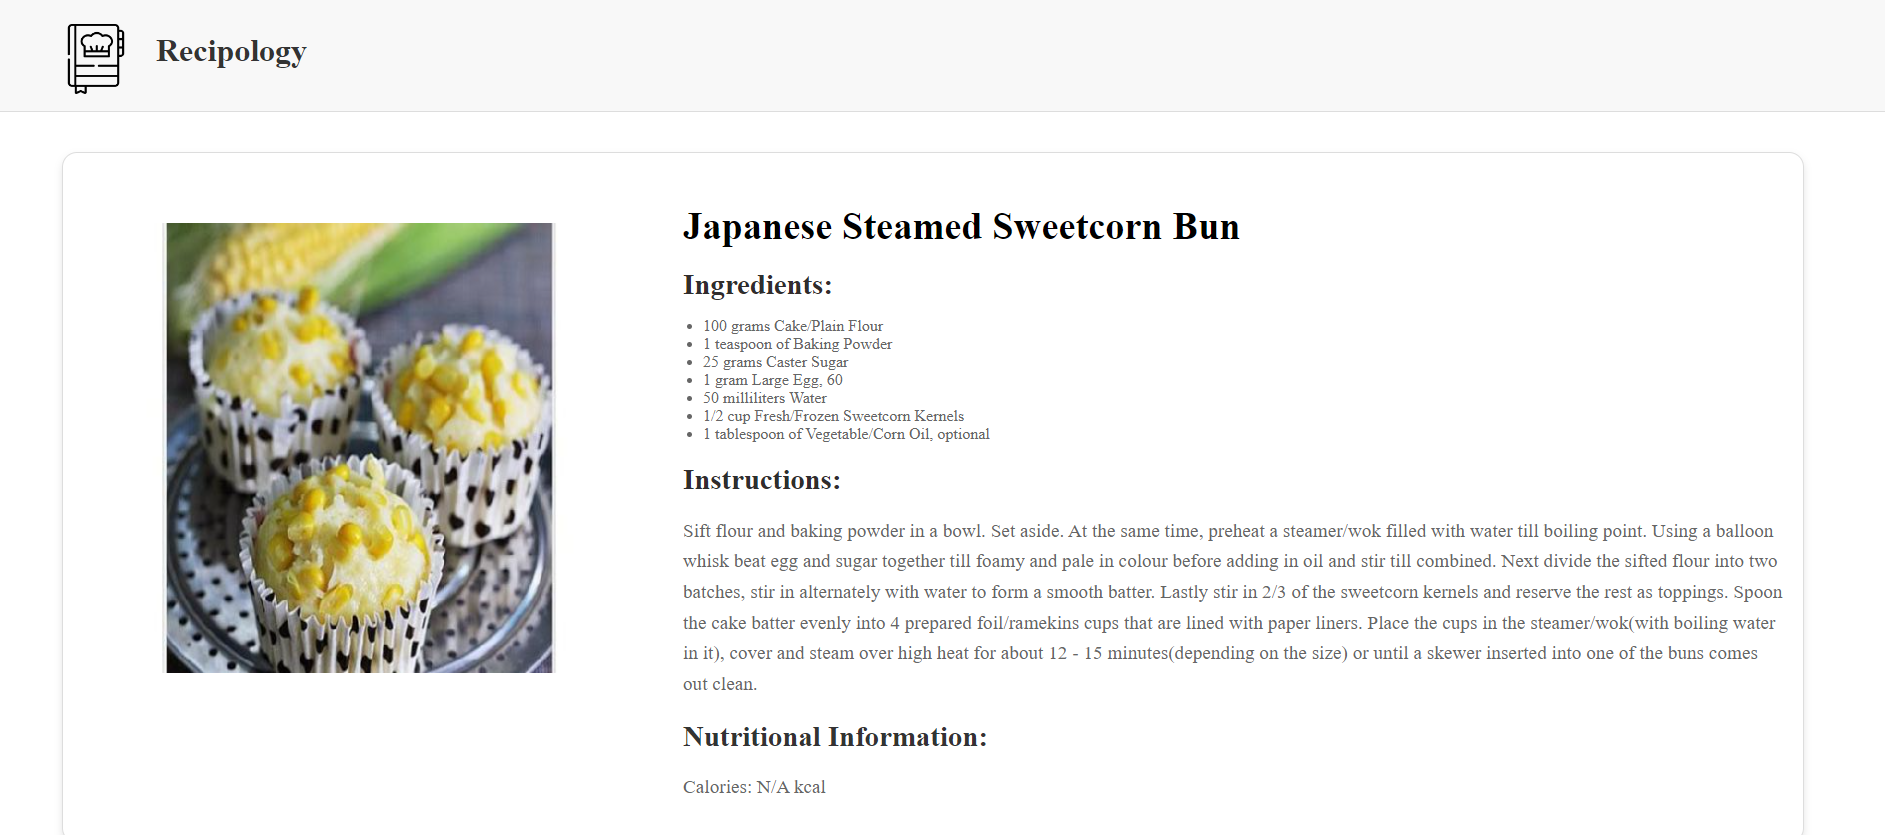 Recipology
Japanese Steamed Sweetcorn Bun
Ingredients:
100 grams Cake/Plain Flour
1 teaspoon of Baking Powder
25 grams Caster Sugar
1 gram Large Egg, 60
50 milliliters Water
1/2 cup Fresh/Frozen Sweetcorn Kernels
1 tablespoon of Vegetable/Corn Oil, optional
Instructions:
Sift flour and baking powder in a bowl. Set aside. At the same time, preheat a steamer/wok filled with water till boiling point. Using a balloon
whisk beat egg and sugar together till foamy and pale in colour before adding in oil and stir till combined. Next divide the sifted flour into two
batches, stir in alternately with water to form a smooth batter. Lastly stir in 2/3 of the sweetcorn kernels and reserve the rest as toppings. Spoon
the cake batter evenly into 4 prepared foil/ramekins cups that are lined with paper liners. Place the cups in the steamer/wok(with boiling water
in it), cover and steam over high heat for about 12 - 15 minutes(depending on the size) or until a skewer inserted into one of the buns comes
out clean.
Nutritional Information:
Calories: N/A kcal